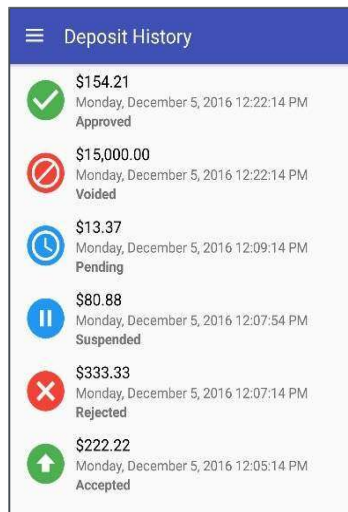 Deposit History
$154.21
Monday, December 5, 2016 12:22:14 PM
Approved
$15,000.00
Monday, December 5, 2016 12:22:14 PM
Voided
$13.37
Monday, December 5, 2016 12:09:14 PM
Pending
$80.88
Monday, December 5, 2016 12:07:54 PM
Suspended
$333.33
Monday, December 5, 2016 12:07:14 PM
Rejected
$222.22
Monday, December 5, 2016 12:05:14 PM
Accepted